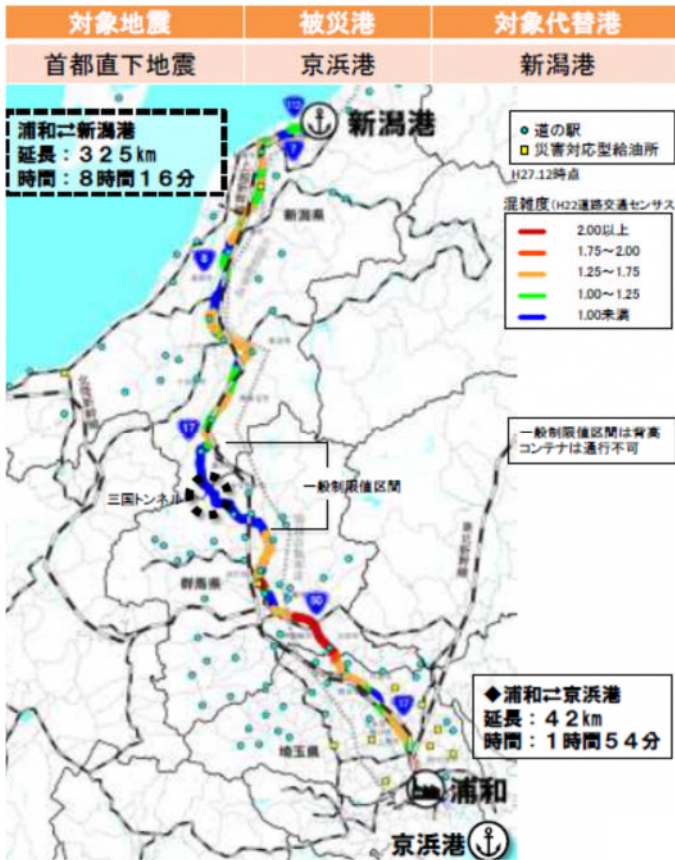 対象地震 被災港 対象代替港
首都直下地震 京浜港 新潟港
浦和⇄新潟港
延長：325km
時間：8時間16分
113
新潟港
7
道の駅
災害対応型給油所
H27.12時点
混雑度(H22道路交通センサス
2.00以上
1.75～2.00
1.25～1.75
1.00～1.25
1.00未満
新潟県
8
17
一般制限値区間は背高
コンテナは通行不可
一般制限値区間
三国トンネル
群馬県
50
17
◆浦和⇄京浜港
延長：42km
時間：1時間54分
埼玉県
浦和
京浜港